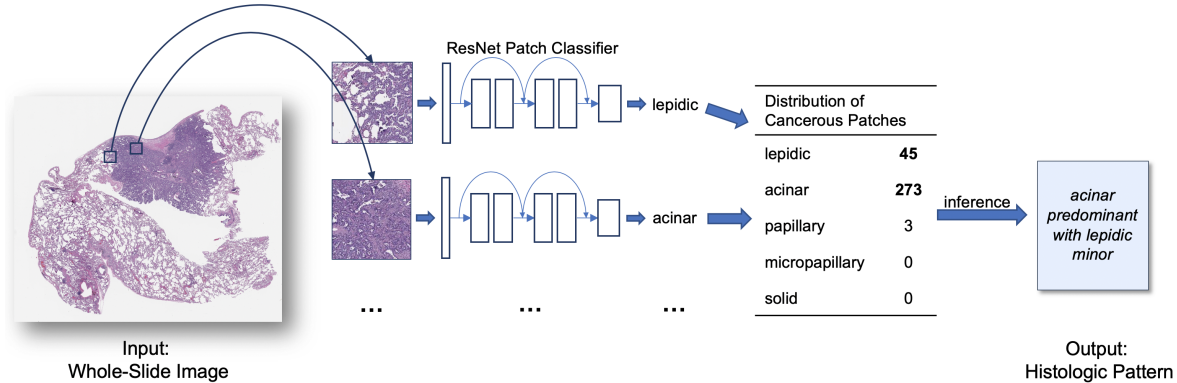 ResNet Patch Classifier
lepidic
acinar
... ... ...
Distribution of
Cancerous Patches
lepidic 45
acinar 273
papillary 3
micropapillary 0
solid 0
inference
acinar
predominant
with lepidic
minor
Input:
Whole-Slide Image
Output:
Histologic Pattern